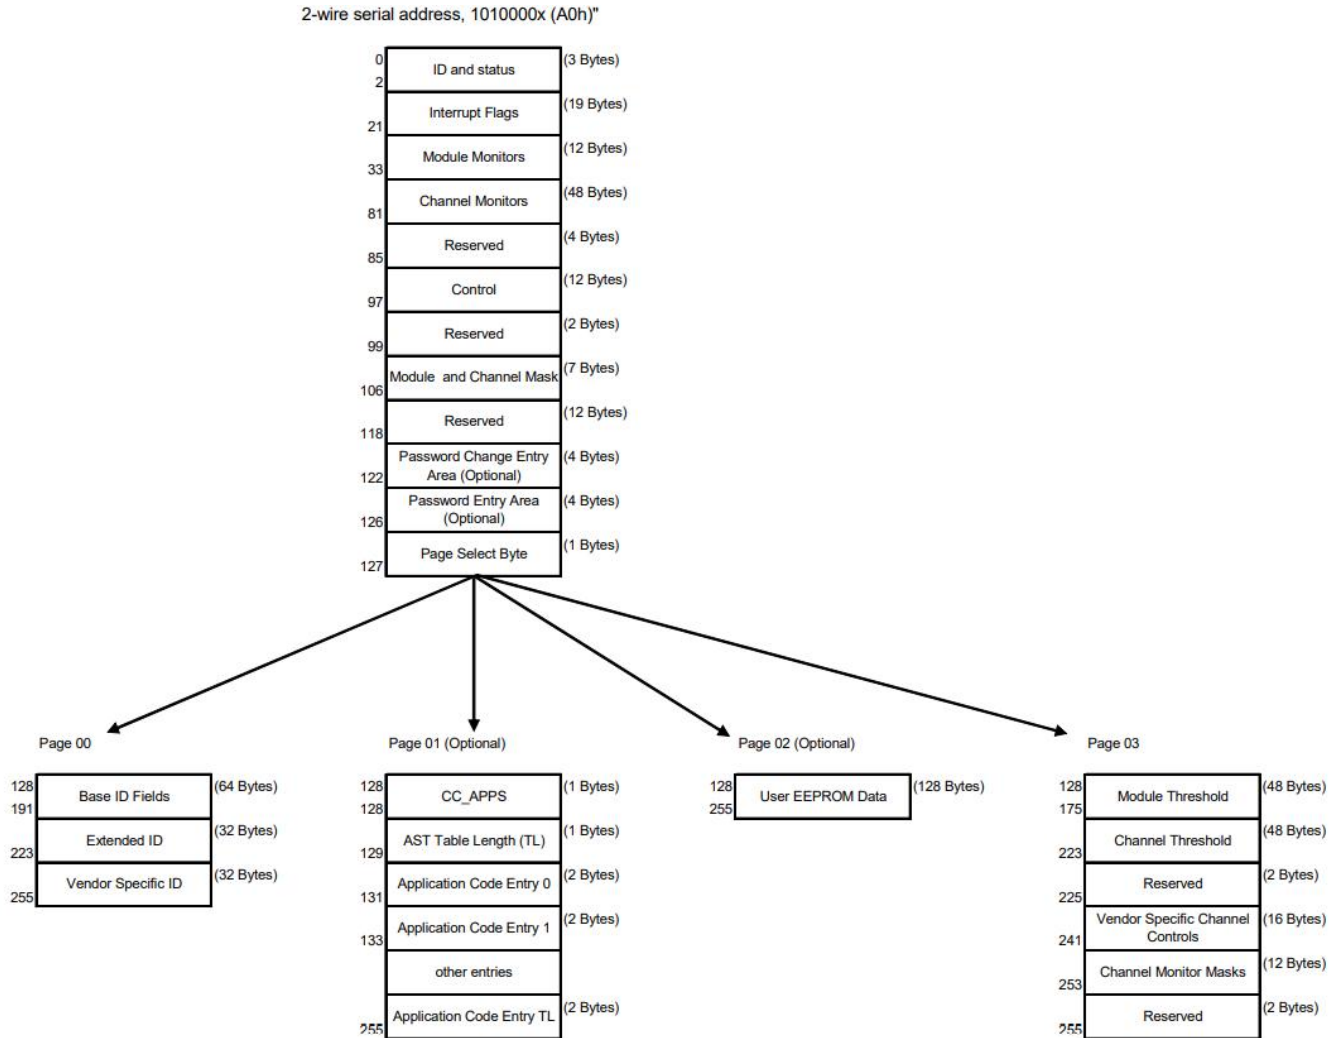 2-wire serial address, 1010000x (A0h)"
0
ID and status
(3 Bytes)
2
Interrupt Flags
(19 Bytes)
21
Module Monitors
(12 Bytes)
33
Channel Monitors
(48 Bytes)
81
Reserved
(4 Bytes)
85
Control
(12 Bytes)
97
Reserved
(2 Bytes)
99
Module and Channel Mask
(7 Bytes)
106
Reserved
(12 Bytes)
118
Password Change Entry
Area (Optional)
(4 Bytes)
122
Password Entry Area
(Optional)
(4 Bytes)
126
Page Select Byte
(1 Bytes)
127
Page 00
128
Base ID Fields
(64 Bytes)
191
Extended ID
(32 Bytes)
223
Vendor Specific ID
(32 Bytes)
255
Page 01 (Optional)
128
CC_APPS
(1 Bytes)
128
AST Table Length (TL)
(1 Bytes)
129
Application Code Entry 0
(2 Bytes)
131
Application Code Entry 1
(2 Bytes)
133
other entries
Application Code Entry TL
(2 Bytes)
255
Page 02 (Optional)
128
User EEPROM Data
(128 Bytes)
255
Page 03
128
Module Threshold
(48 Bytes)
175
Channel Threshold
(48 Bytes)
223
Reserved
(2 Bytes)
225
Vendor Specific Channel
Controls
(16 Bytes)
241
Channel Monitor Masks
(12 Bytes)
253
Reserved
(2 Bytes)
255